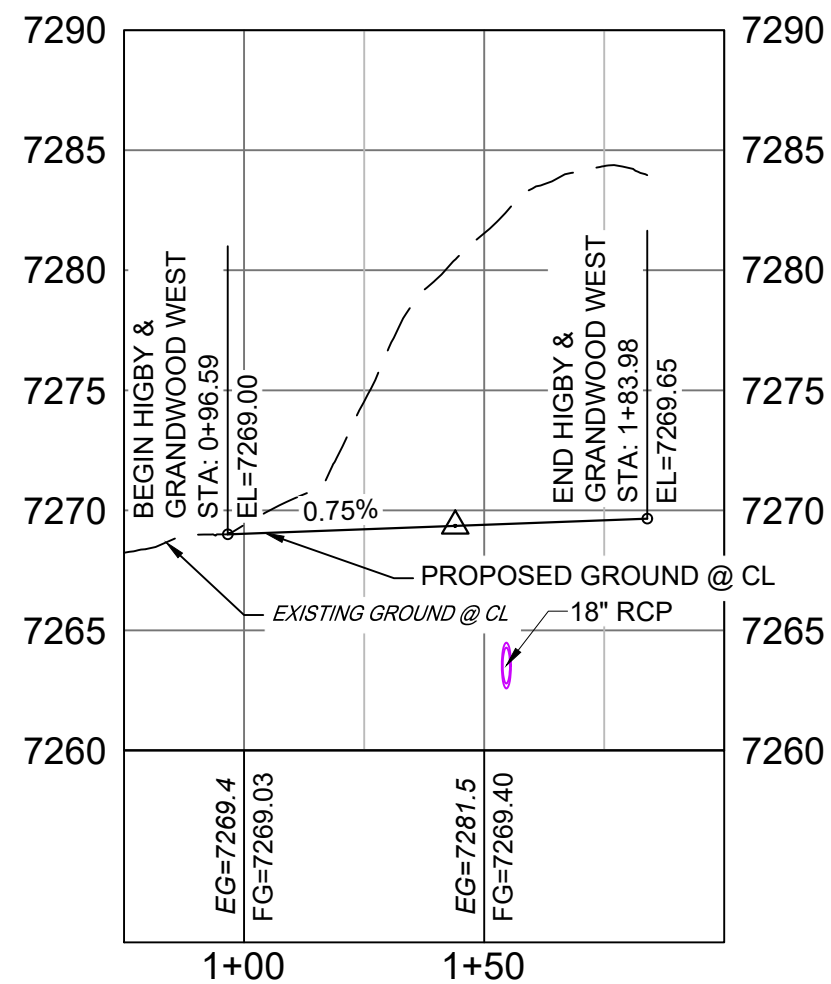 7290
7290
7285
7285
7280
7280
7275
7275
7270
7270
7265
7265
7260
7260
BEGIN HIGBY &
GRANDWOOD WEST
STA: 0+96.59
EL=7269.00
END HIGBY &
GRANDWOOD WEST
STA: 1+83.98
EL=7269.65
0.75%
PROPOSED GROUND @ CL
EXISTING GROUND @ CL
18" RCP
EG=7269.4
FG=7269.03
EG=7281.5
FG=7269.40
1+00
1+50